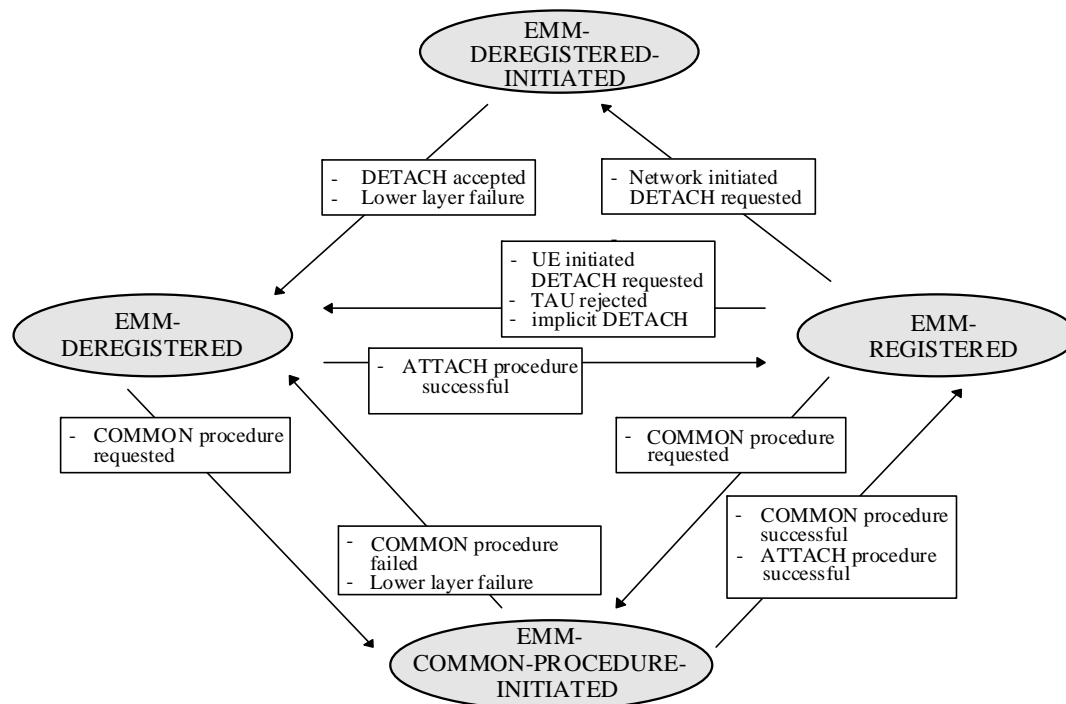 EMM-
DEREGISTERED-
INITIATED
- DETACH accepted
- Lower layer failure
- Network initiated
DETACH requested
- UE initiated
DETACH requested
- TAU rejected
- implicit DETACH
EMM-
DEREGISTERED
EMM-
REGISTERED
- ATTACH procedure
successful
- COMMON procedure
requested
- COMMON procedure
requested
- COMMON procedure
failed
- Lower layer failure
- COMMON procedure
successful
- ATTACH procedure
successful
EMM-
COMMON-PROCEDURE-
INITIATED